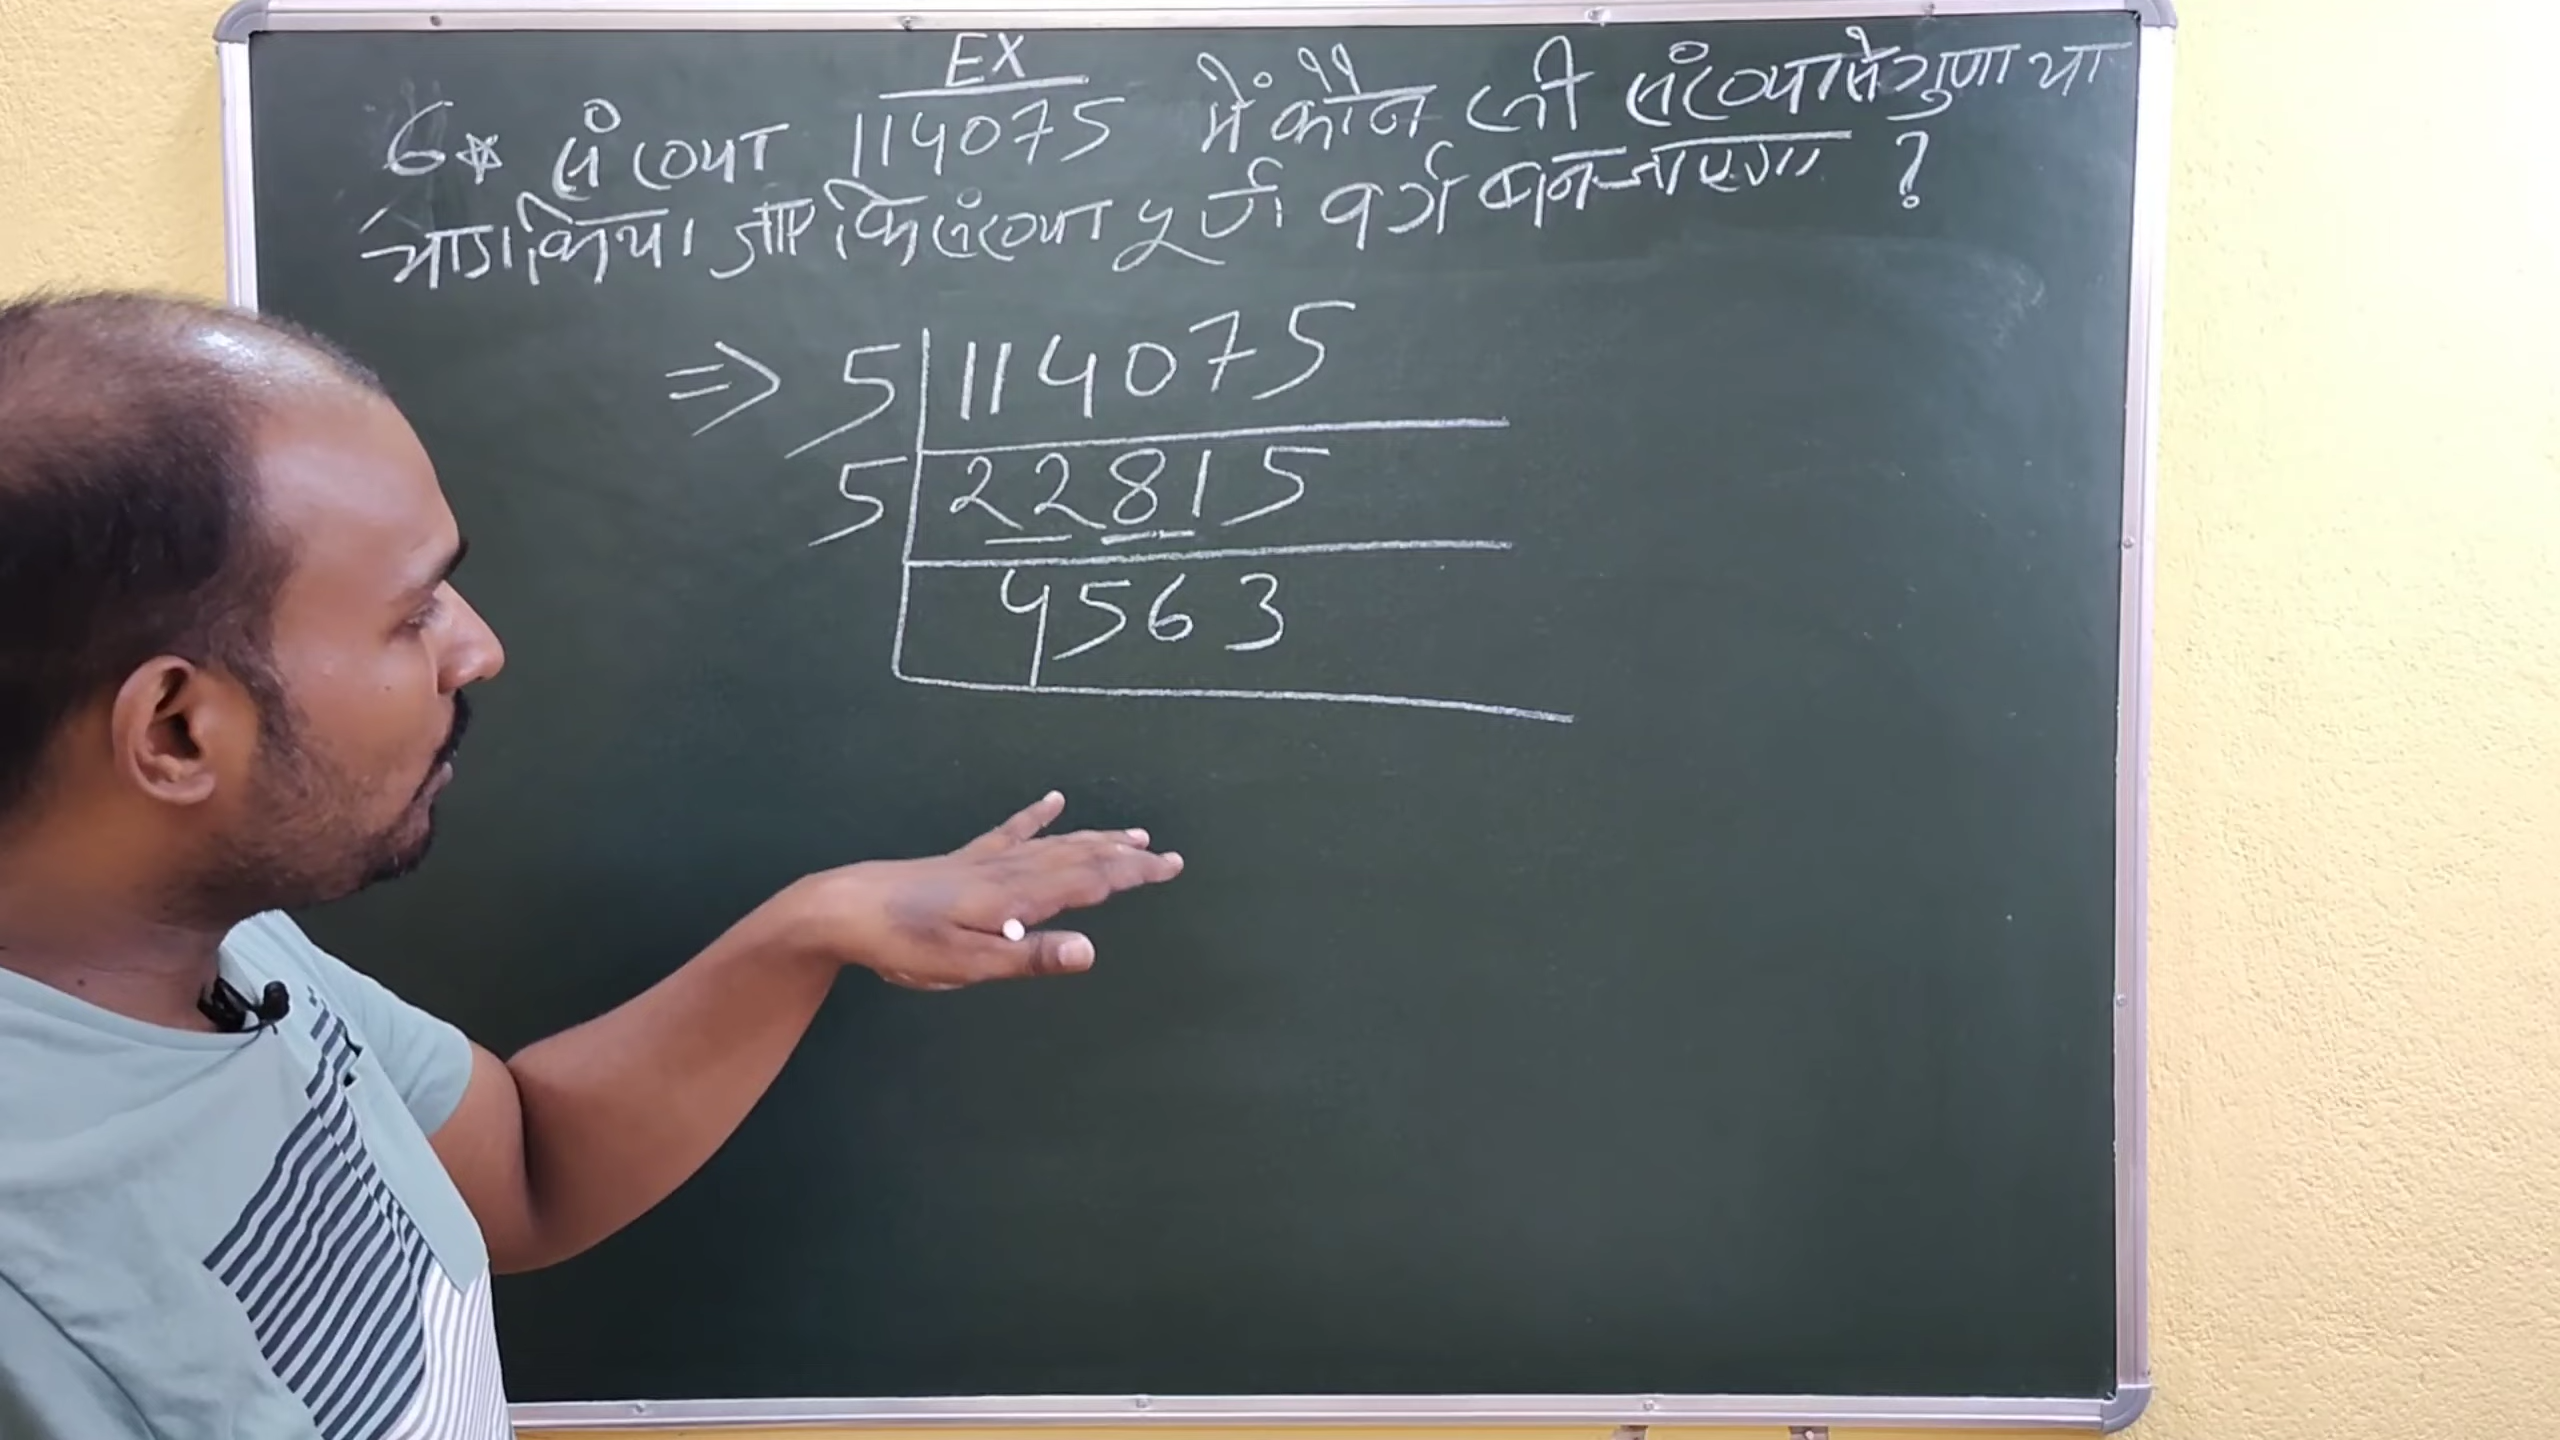 EX
6* संख्या 114075 में कौन सी संख्या से गुणा या
भाग किया जाए कि संख्या पूर्ण वर्ग बन जाएगा ?
⇒ 5 114075
5 22815
4563